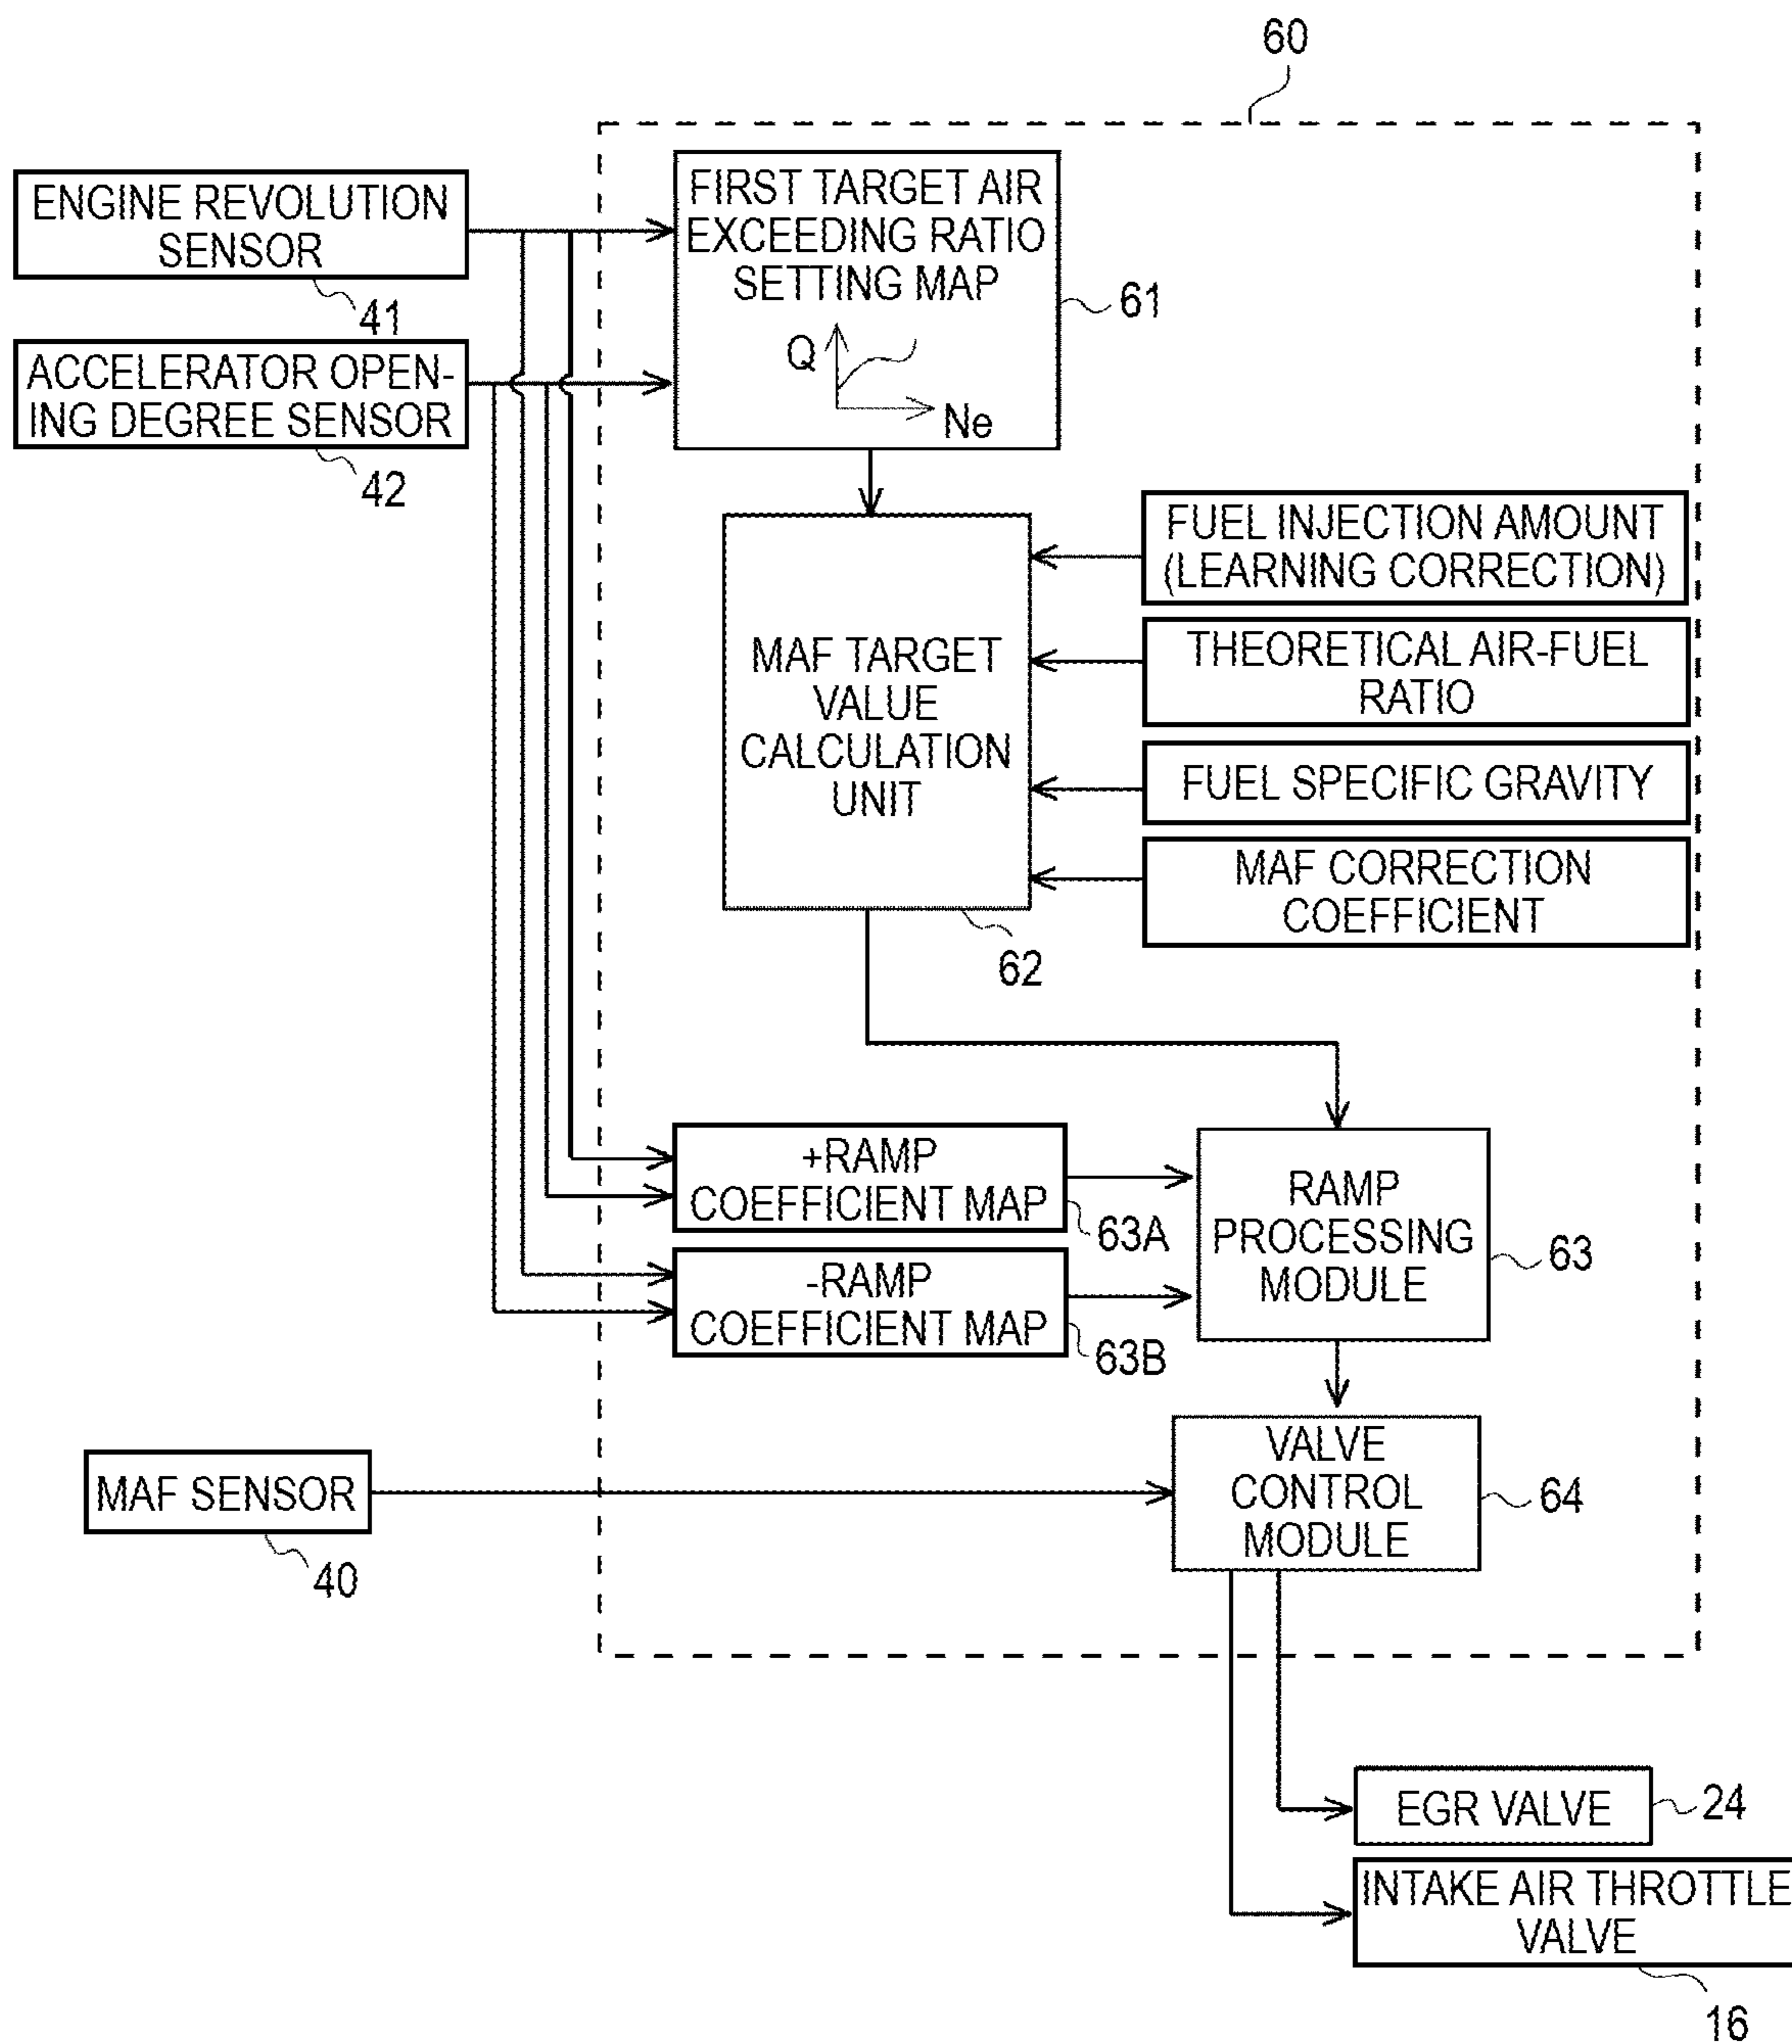 60
ENGINE REVOLUTION
SENSOR
41
ACCELERATOR OPEN-
ING DEGREE SENSOR
42
FIRST TARGET AIR
EXCEEDING RATIO
SETTING MAP
Q
Ne
61
MAF TARGET
VALUE
CALCULATION
UNIT
62
FUEL INJECTION AMOUNT
(LEARNING CORRECTION)
THEORETICAL AIR-FUEL
RATIO
FUEL SPECIFIC GRAVITY
MAF CORRECTION
COEFFICIENT
+RAMP
COEFFICIENT MAP
63A
-RAMP
COEFFICIENT MAP
63B
RAMP
PROCESSING
MODULE
63
MAF SENSOR
40
VALVE
CONTROL
MODULE
64
EGR VALVE
24
INTAKE AIR THROTTLE
VALVE
16